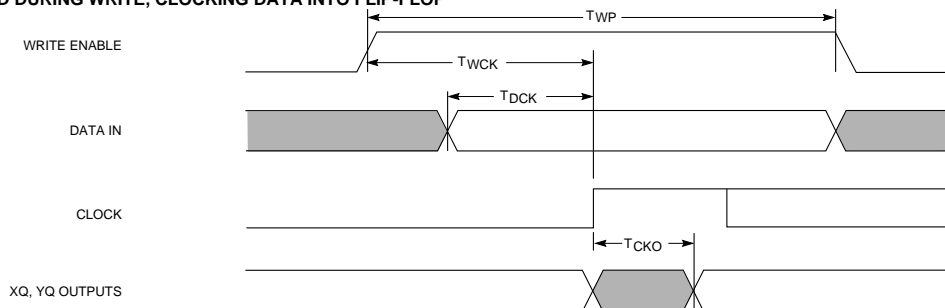 DURING WRITE, CLOCKING DATA INTO FLIP-FLOP
TWP
WRITE ENABLE
TWCK
TDCK
DATA IN
CLOCK
TCKO
XQ, YQ OUTPUTS